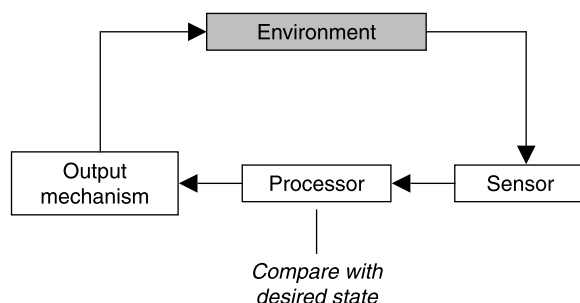 Environment
Output
mechanism
Processor
Sensor
Compare with
desired state